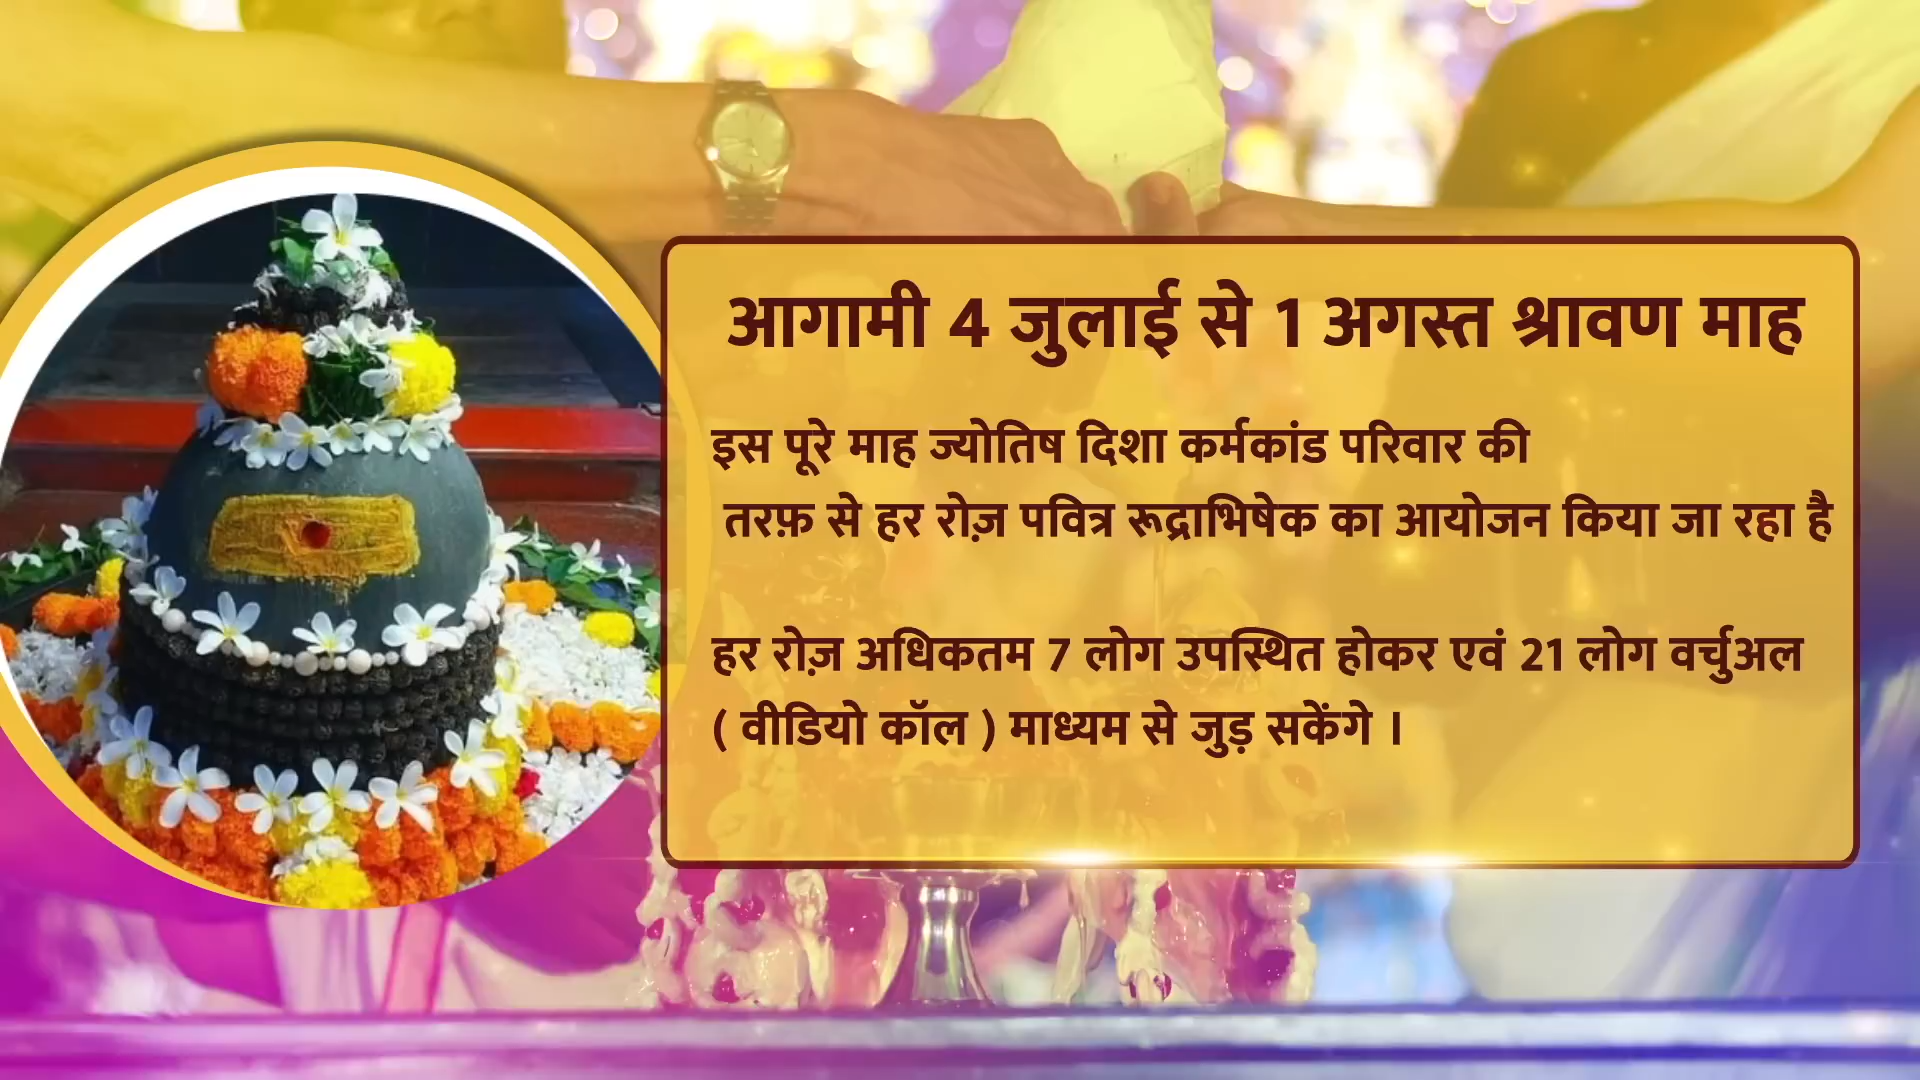 आगामी 4 जुलाई से 1 अगस्त श्रावण माह
इस पूरे माह ज्योतिष दिशा कर्मकांड परिवार की
तरफ़ से हर रोज़ पवित्र रूद्राभिषेक का आयोजन किया जा रहा है
हर रोज़ अधिकतम 7 लोग उपस्थित होकर एवं 21 लोग वर्चुअल
( वीडियो कॉल ) माध्यम से जुड़ सकेंगे ।